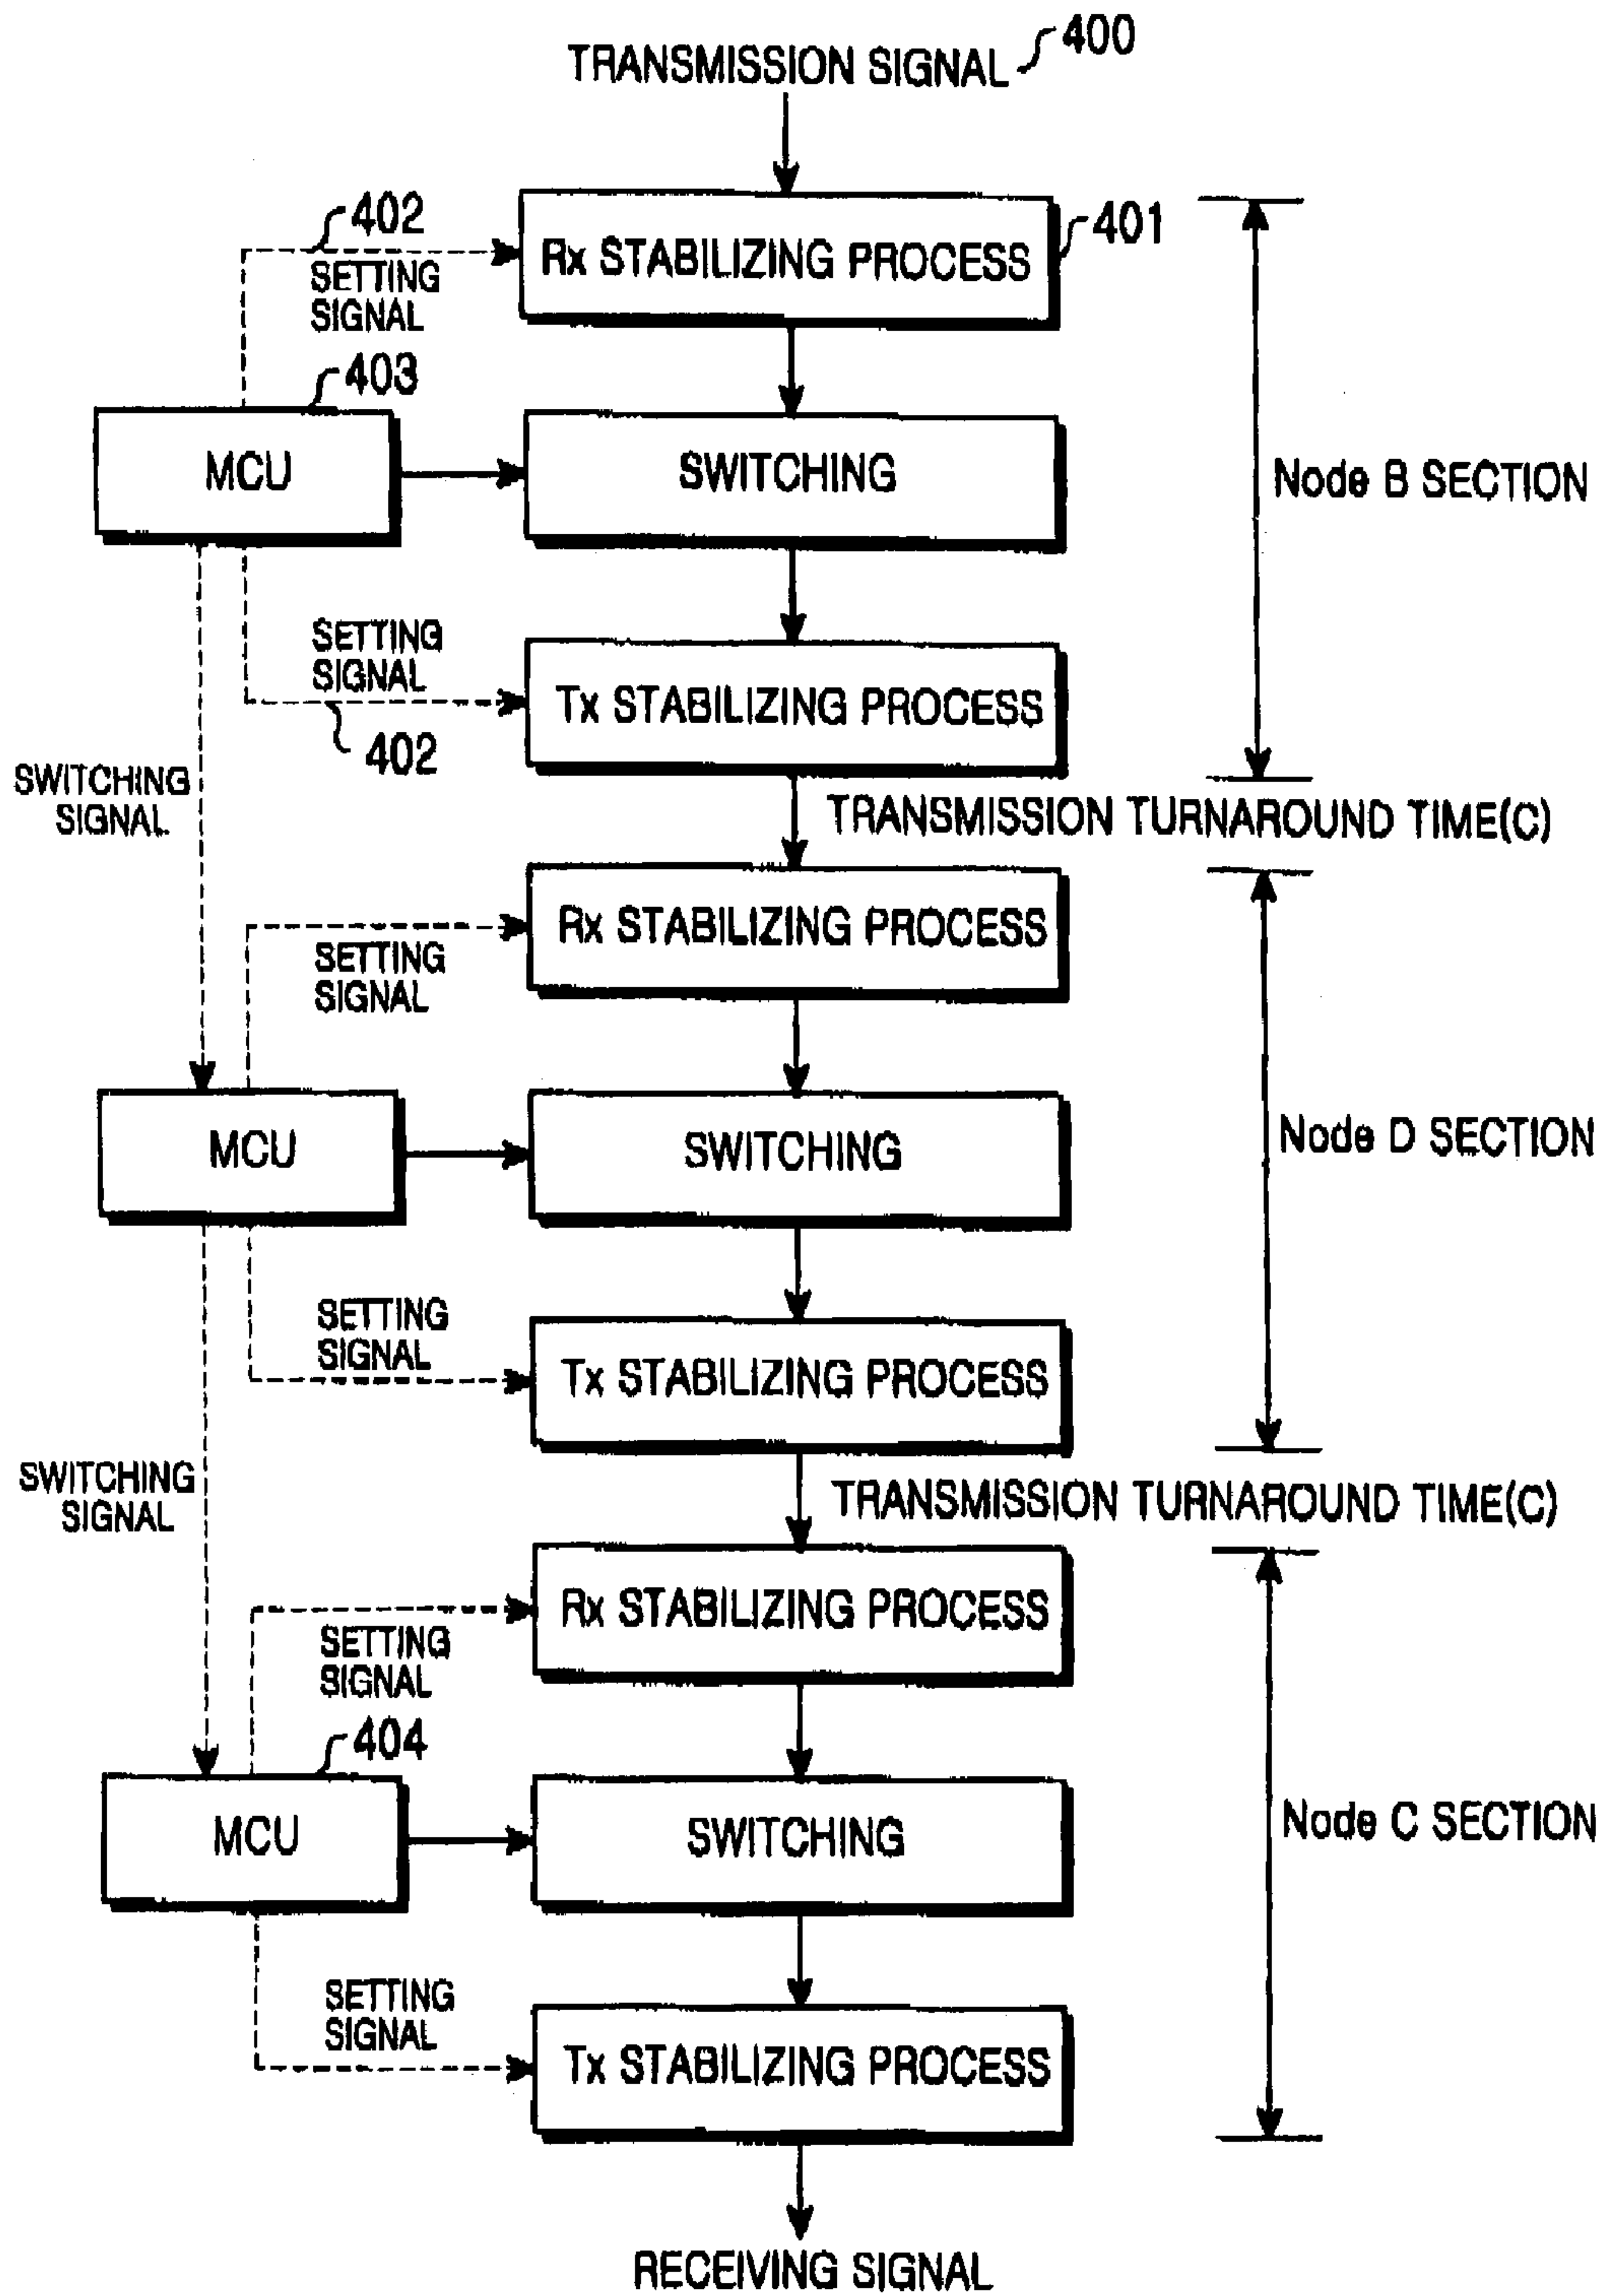 TRANSMISSION SIGNAL 400
402
SETTING
SIGNAL
Rx STABILIZING PROCESS
401
403
MCU
SWITCHING
Node B SECTION
SETTING
SIGNAL
402
Tx STABILIZING PROCESS
SWITCHING
SIGNAL
TRANSMISSION TURNAROUND TIME(C)
Rx STABILIZING PROCESS
SETTING
SIGNAL
MCU
SWITCHING
Node D SECTION
SETTING
SIGNAL
Tx STABILIZING PROCESS
SWITCHING
SIGNAL
TRANSMISSION TURNAROUND TIME(C)
Rx STABILIZING PROCESS
SETTING
SIGNAL
404
MCU
SWITCHING
Node C SECTION
SETTING
SIGNAL
Tx STABILIZING PROCESS
RECEIVING SIGNAL